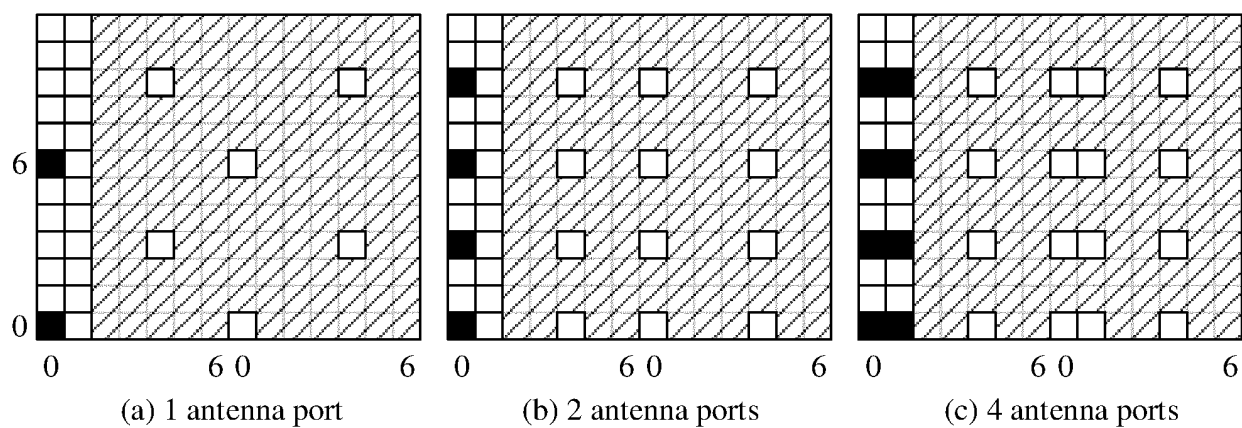 6
0
0 6 0 6 0 6 0 6 0 6 0 6
(a) 1 antenna port (b) 2 antenna ports (c) 4 antenna ports